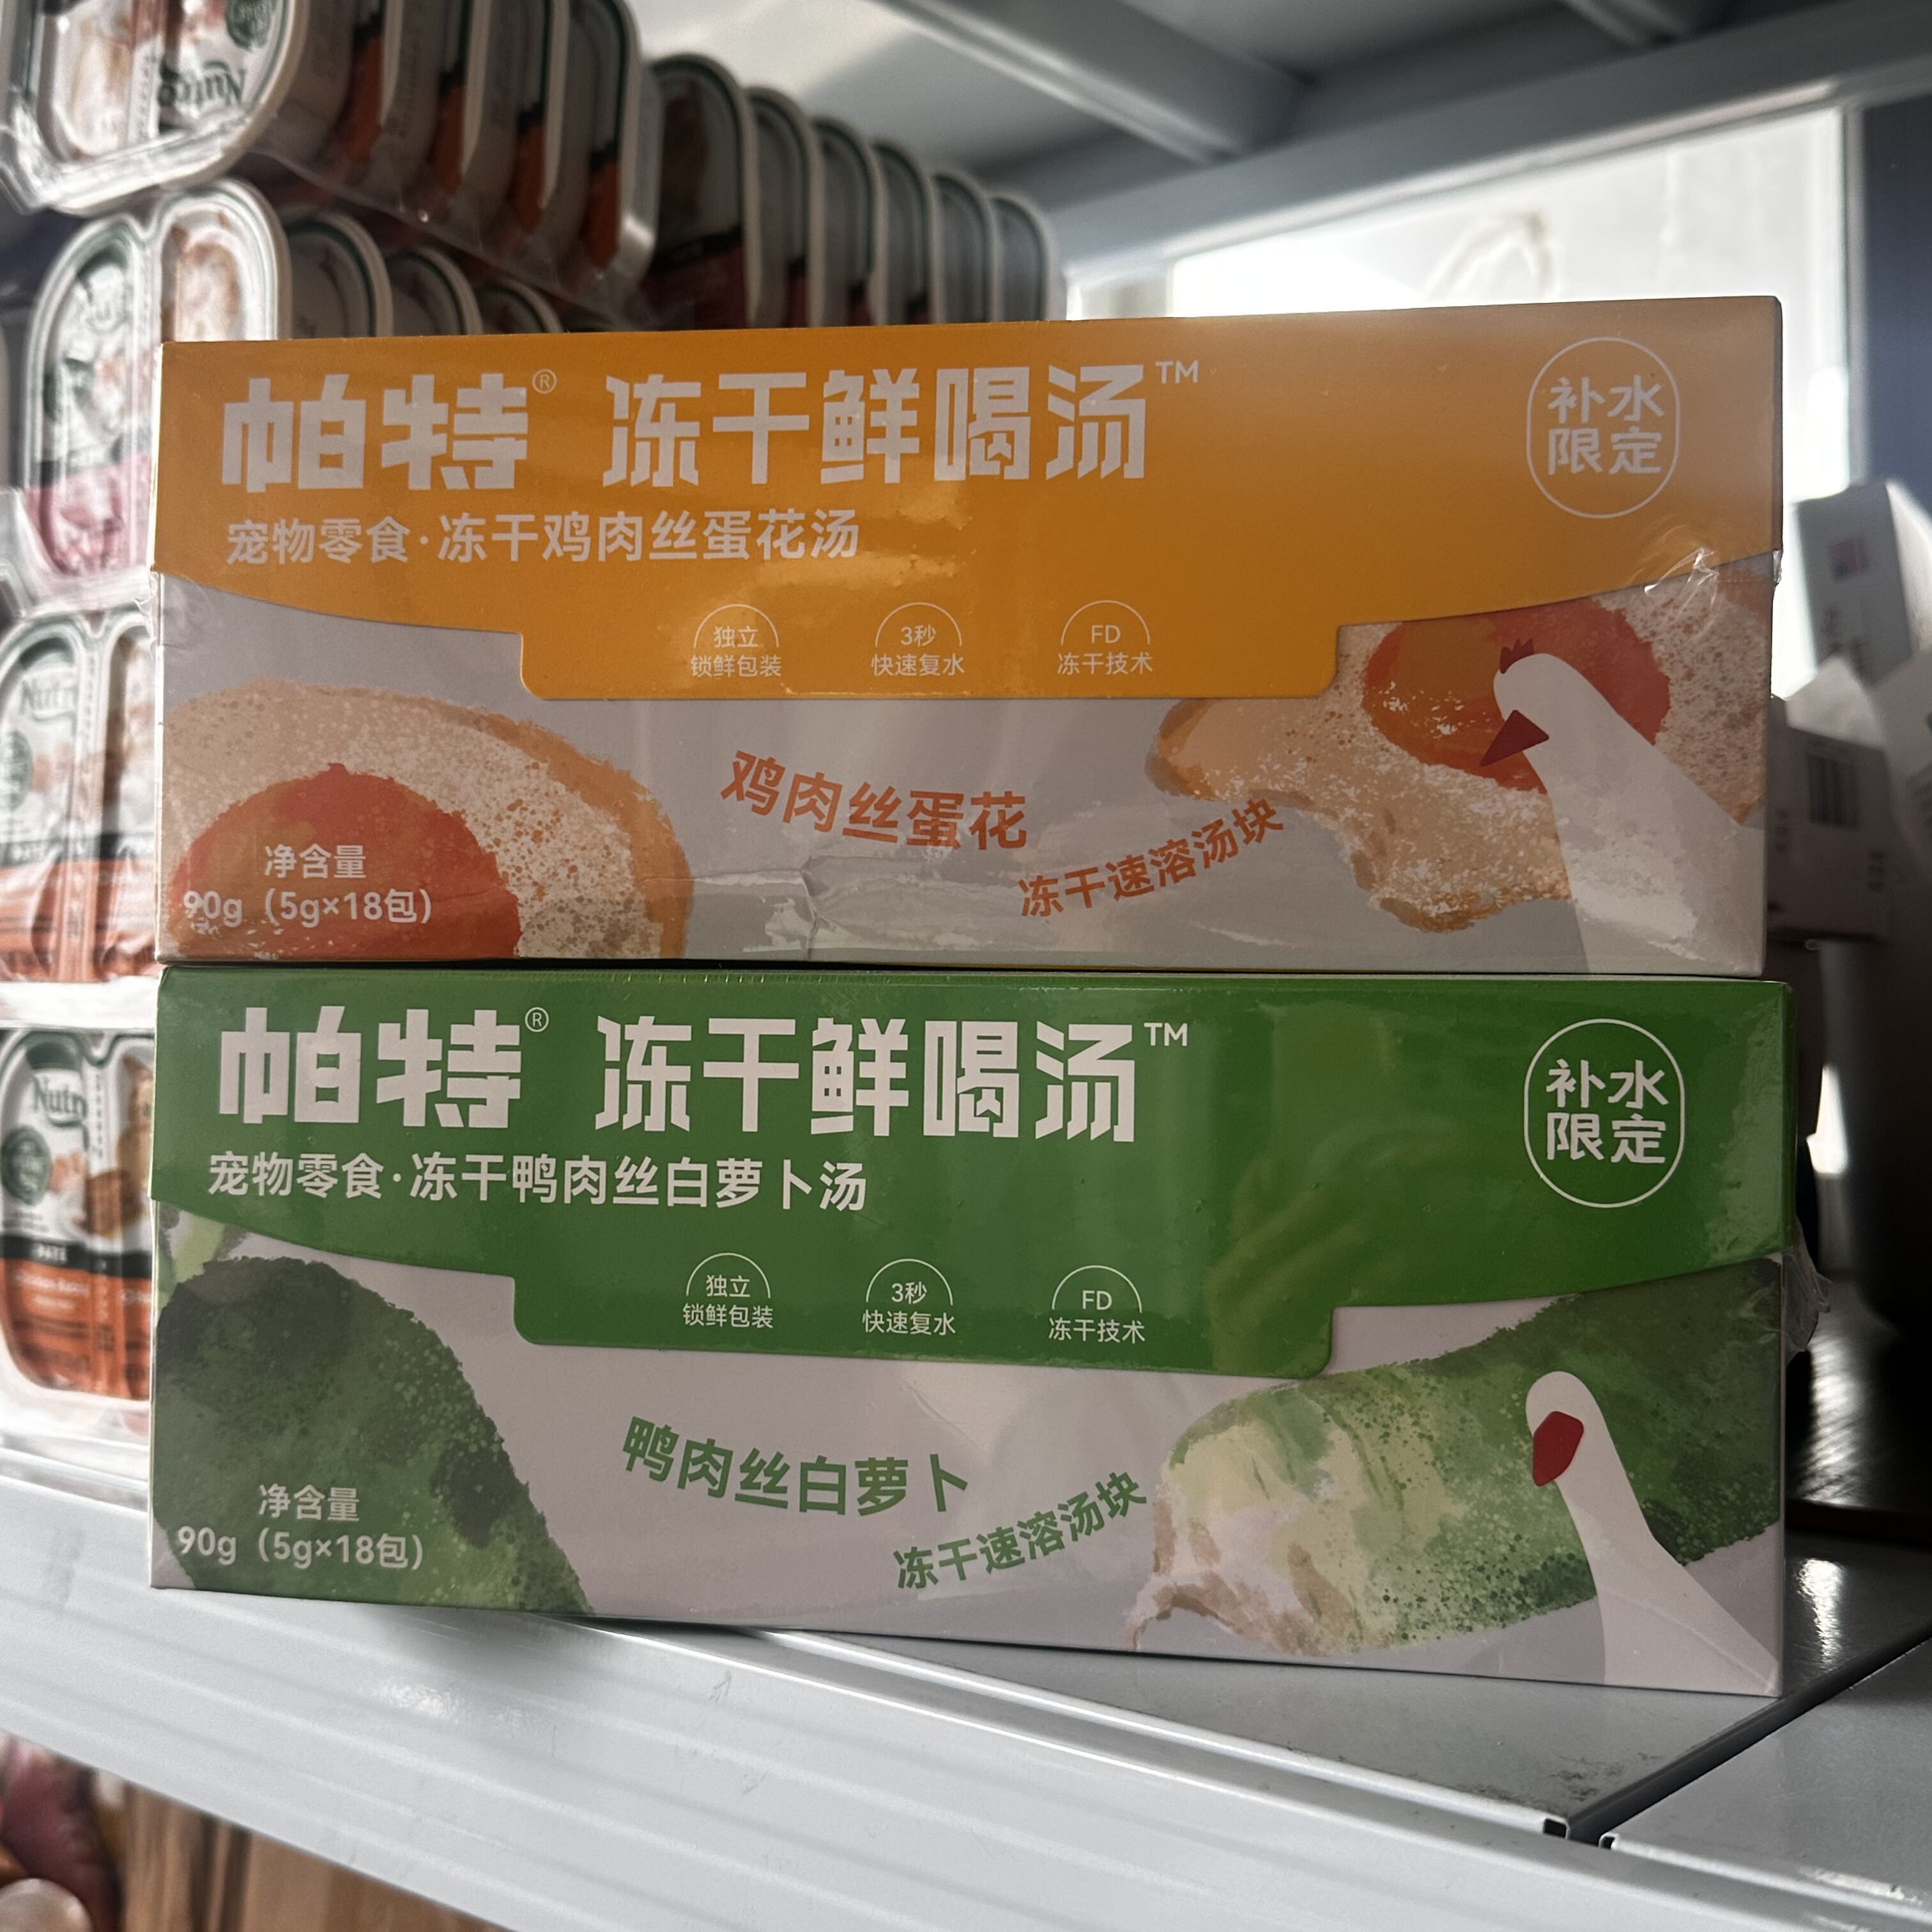 帕特® 冻干鲜喝汤™
补水
限定
宠物零食·冻干鸡肉丝蛋花汤
独立
锁鲜包装
3秒
快速复水
FD
冻干技术
鸡肉丝蛋花
冻干速溶汤块
净含量
90g（5g×18包）
帕特® 冻干鲜喝汤™
补水
限定
宠物零食·冻干鸭肉丝白萝卜汤
独立
锁鲜包装
3秒
快速复水
FD
冻干技术
鸭肉丝白萝卜
冻干速溶汤块
净含量
90g（5g×18包）